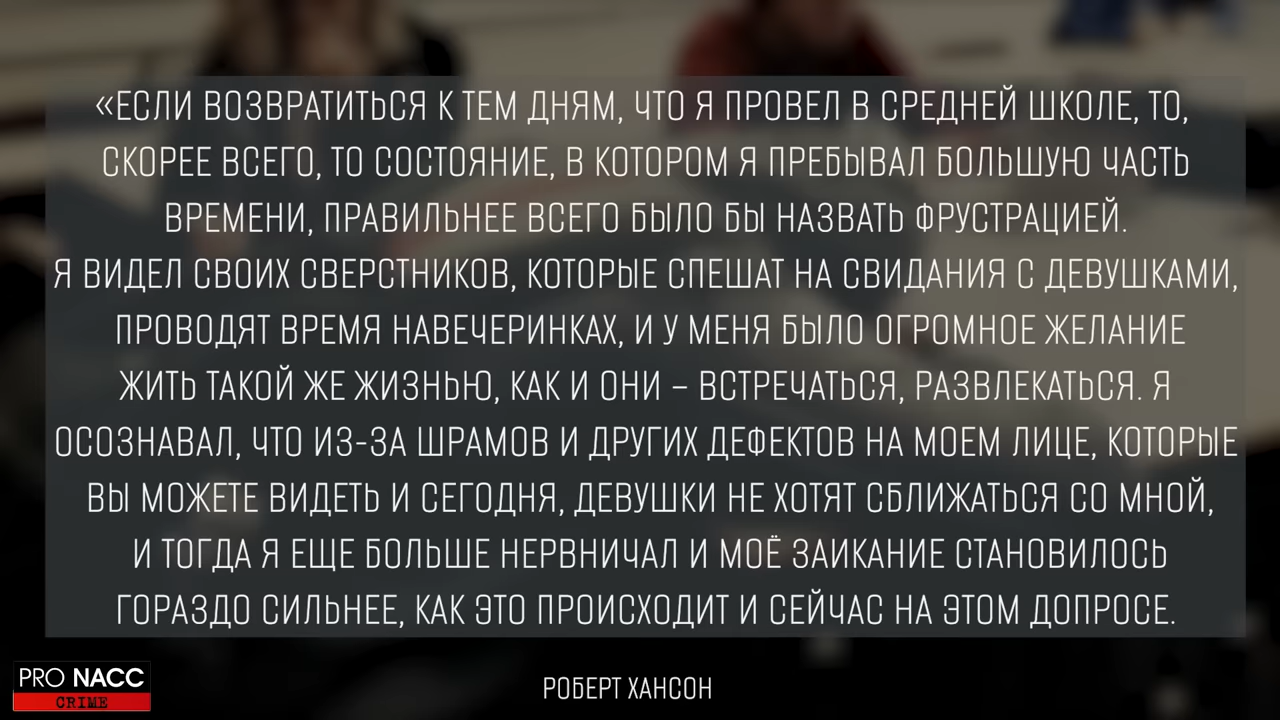 «ЕСЛИ ВОЗВРАТИТЬСЯ К ТЕМ ДНЯМ, ЧТО Я ПРОВЕЛ В СРЕДНЕЙ ШКОЛЕ, ТО,
СКОРЕЕ ВСЕГО, ТО СОСТОЯНИЕ, В КОТОРОМ Я ПРЕБЫВАЛ БОЛЬШУЮ ЧАСТЬ
ВРЕМЕНИ, ПРАВИЛЬНЕЕ ВСЕГО БЫЛО БЫ НАЗВАТЬ ФРУСТРАЦИЕЙ.
Я ВИДЕЛ СВОИХ СВЕРСТНИКОВ, КОТОРЫЕ СПЕШАТ НА СВИДАНИЯ С ДЕВУШКАМИ,
ПРОВОДЯТ ВРЕМЯ НАВЕЧЕРИНКАХ, И У МЕНЯ БЫЛО ОГРОМНОЕ ЖЕЛАНИЕ
ЖИТЬ ТАКОЙ ЖЕ ЖИЗНЬЮ, КАК И ОНИ – ВСТРЕЧАТЬСЯ, РАЗВЛЕКАТЬСЯ. Я
ОСОЗНАВАЛ, ЧТО ИЗ-ЗА ШРАМОВ И ДРУГИХ ДЕФЕКТОВ НА МОЕМ ЛИЦЕ, КОТОРЫЕ
ВЫ МОЖЕТЕ ВИДЕТЬ И СЕГОДНЯ, ДЕВУШКИ НЕ ХОТЯТ СБЛИЖАТЬСЯ СО МНОЙ,
И ТОГДА Я ЕЩЕ БОЛЬШЕ НЕРВНИЧАЛ И МОЁ ЗАИКАНИЕ СТАНОВИЛОСЬ
ГОРАЗДО СИЛЬНЕЕ, КАК ЭТО ПРОИСХОДИТ И СЕЙЧАС НА ЭТОМ ДОПРОСЕ.
РОБЕРТ ХАНСОН
PRO NACC
CRIME